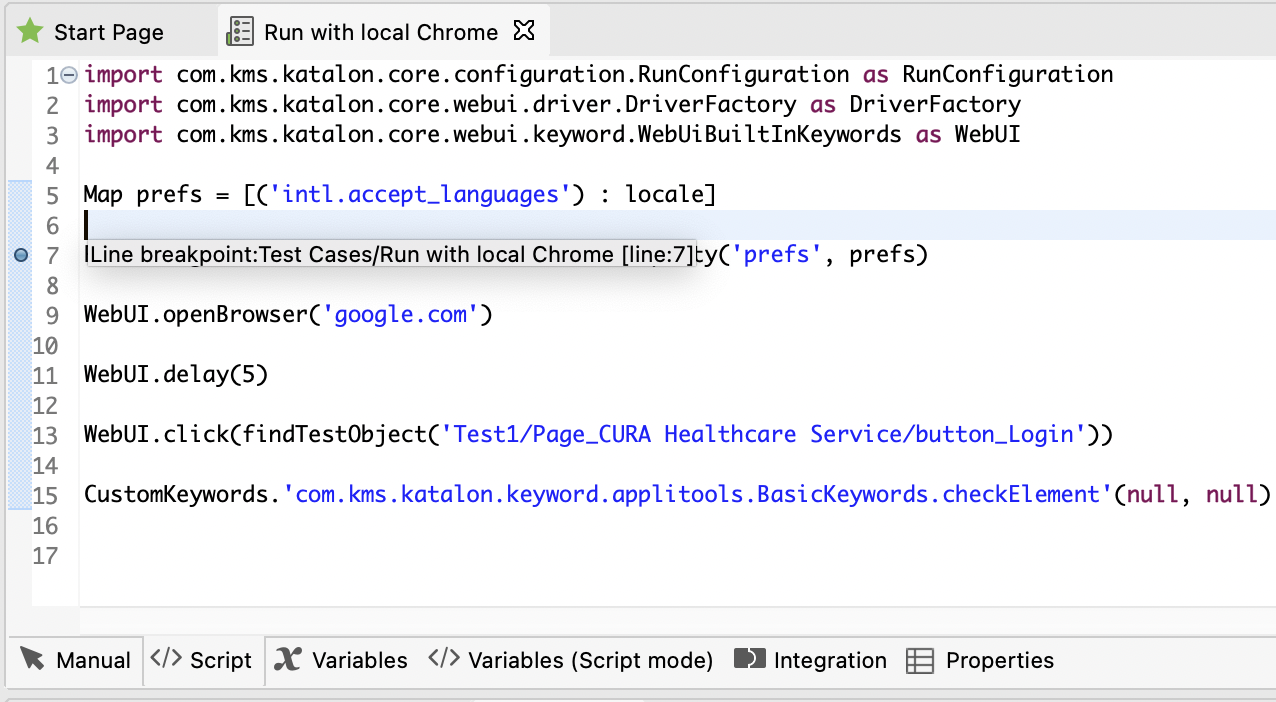 Start Page
Run with local Chrome
1 import com.kms.katalon.core.configuration.RunConfiguration as RunConfiguration
2 import com.kms.katalon.core.webui.driver.DriverFactory as DriverFactory
3 import com.kms.katalon.core.webui.keyword.WebUiBuiltInKeywords as WebUI
4
5 Map prefs = [('intl.accept_languages') : locale]
6
7 Line breakpoint:Test Cases/Run with local Chrome [line:7] ty('prefs', prefs)
8
9 WebUI.openBrowser('google.com')
10
11 WebUI.delay(5)
12
13 WebUI.click(findTestObject('Test1/Page_CURA Healthcare Service/button_Login'))
14
15 CustomKeywords.'com.kms.katalon.keyword.applitools.BasicKeywords.checkElement'(null, null)
16
17
Manual </> Script Variables </> Variables (Script mode) Integration Properties